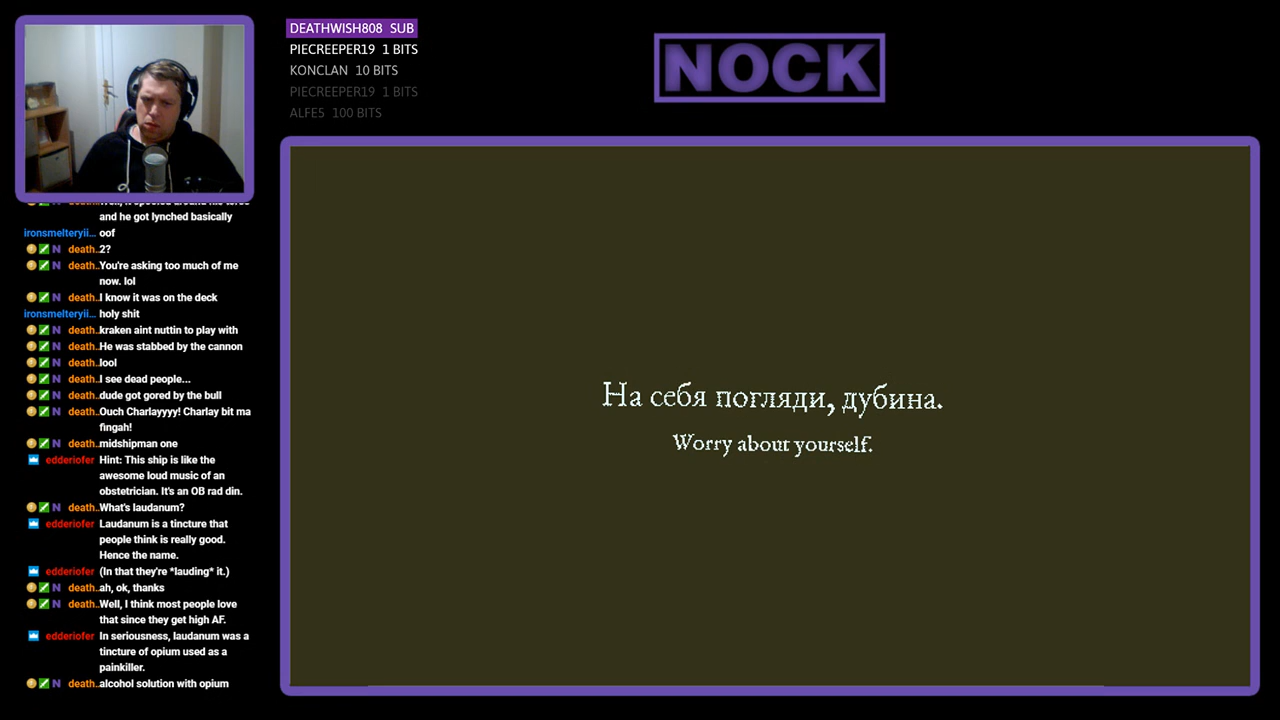 DEATHWISH808 SUB
PIECREEPER19 1 BITS
KONCLAN 10 BITS
PIECREEPER19 1 BITS
ALFE5 100 BITS
NOCK
and he got lynched basically
ironsmelteryii... oof
N death..2?
N death..You're asking too much of me
now. lol
N death..I know it was on the deck
ironsmelteryii... holy shit
N death..kraken aint nuttin to play with
N death..He was stabbed by the cannon
N death..lool
N death..I see dead people...
N death..dude got gored by the bull
N death..Ouch Charlayyyy! Charlay bit ma
fingah!
N death..midshipman one
edderiofer Hint: This ship is like the
awesome loud music of an
obstetrician. It's an OB rad din.
N death..What's laudanum?
edderiofer Laudanum is a tincture that
people think is really good.
Hence the name.
edderiofer (In that they're *lauding* it.)
N death..ah, ok, thanks
N death..Well, I think most people love
that since they get high AF.
edderiofer In seriousness, laudanum was a
tincture of opium used as a
painkiller.
N death..alcohol solution with opium
На себя погляди, дубина.
Worry about yourself.